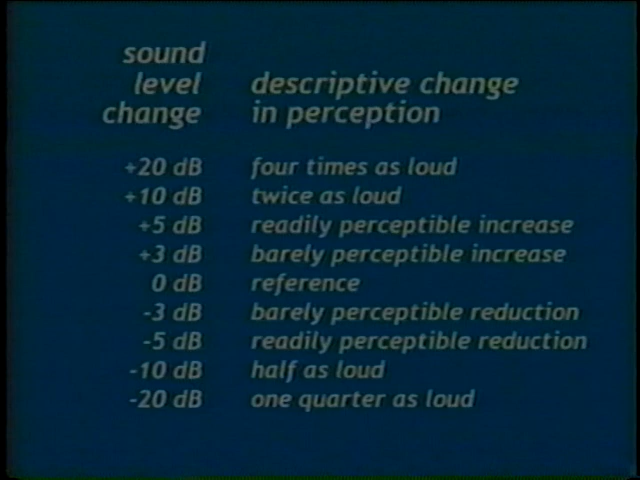 sound
level descriptive change
change in perception
+20 dB four times as loud
+10 dB twice as loud
+5 dB readily perceptible increase
+3 dB barely perceptible increase
0 dB reference
-3 dB barely perceptible reduction
-5 dB readily perceptible reduction
-10 dB half as loud
-20 dB one quarter as loud